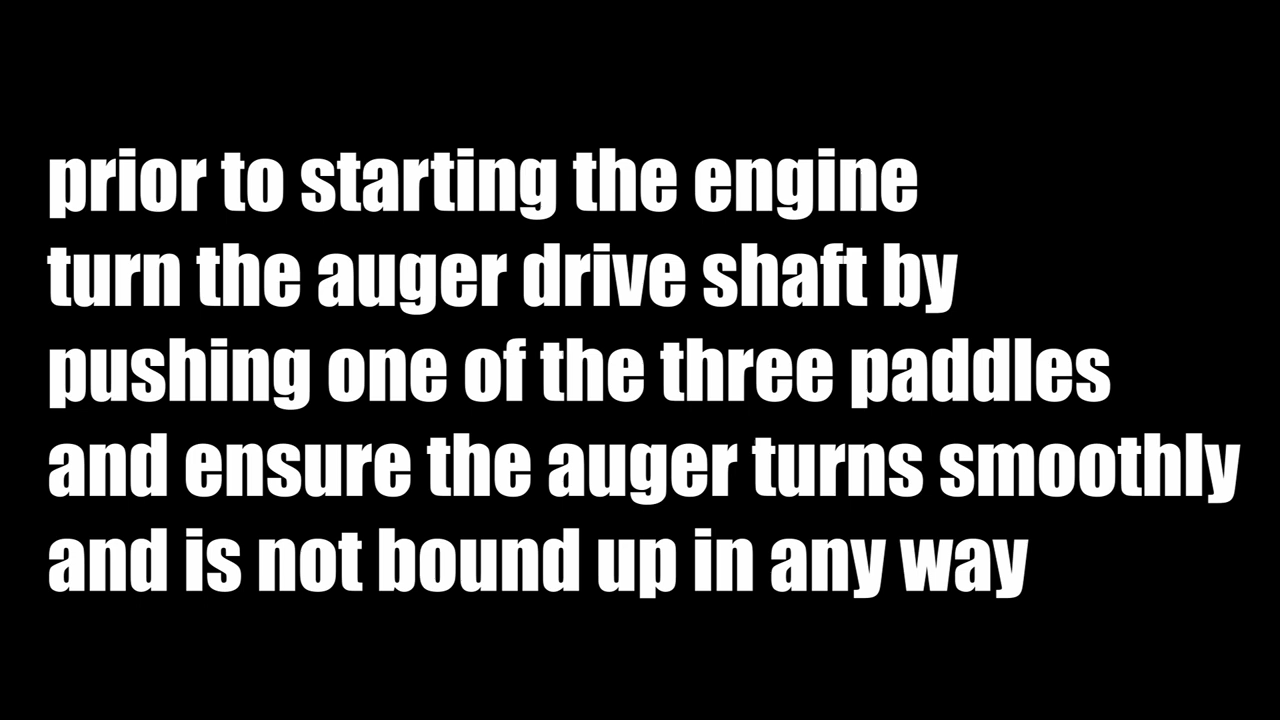 prior to starting the engine
turn the auger drive shaft by
pushing one of the three paddles
and ensure the auger turns smoothly
and is not bound up in any way